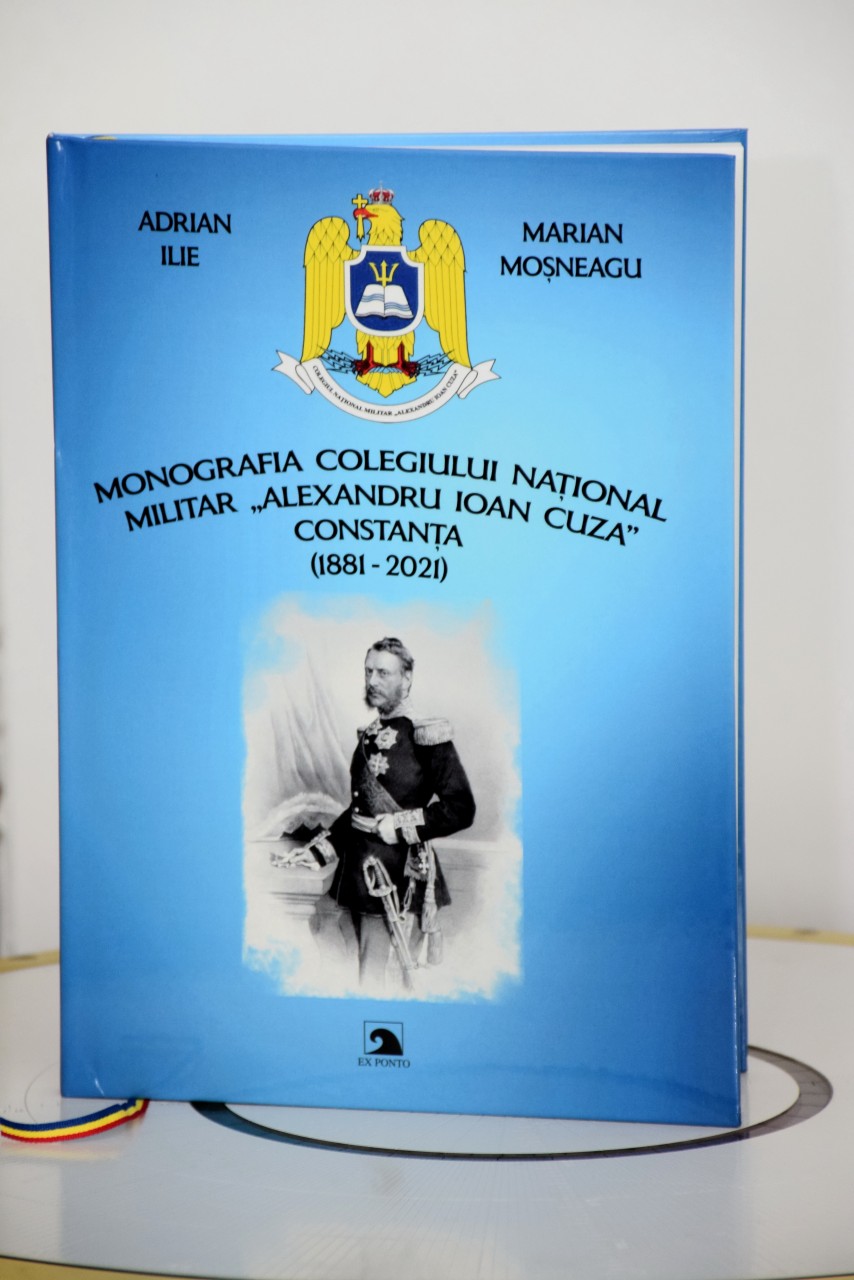 ADRIAN
ILIE
MARIAN
MOȘNEAGU
COLEGIUL NAȚIONAL MILITAR „ALEXANDRU IOAN CUZA”
MONOGRAFIA COLEGIULUI NAȚIONAL
MILITAR „ALEXANDRU IOAN CUZA”
CONSTANȚA
(1881 - 2021)
EX PONTO